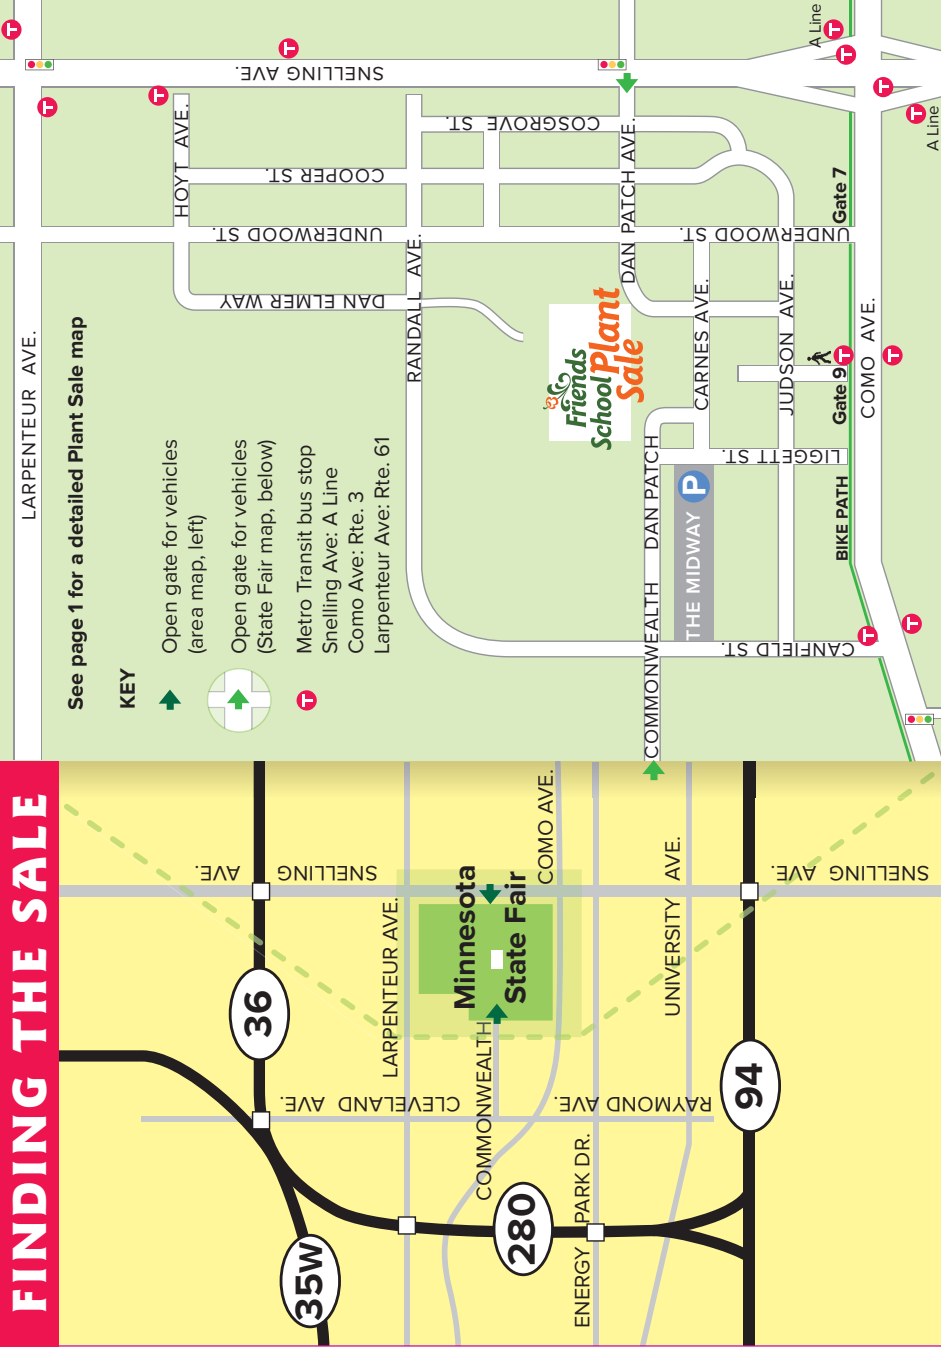 FINDING THE SALE
SNELLING AVE.
36
35W
LARPENTEUR AVE.
CLEVELAND AVE.
Minnesota
State Fair
COMMONWEALTH
COMO AVE.
280
ENERGY PARK DR.
RAYMOND AVE.
UNIVERSITY AVE.
94
SNELLING AVE.
LARPENTEUR AVE.
See page 1 for a detailed Plant Sale map
KEY
Open gate for vehicles
(area map, left)
Open gate for vehicles
(State Fair map, below)
T
Metro Transit bus stop
Snelling Ave: A Line
Como Ave: Rte. 3
Larpenteur Ave: Rte. 61
HOYT AVE.
SNELLING AVE.
COOPER ST.
UNDERWOOD ST.
DAN ELMER WAY
RANDALL AVE.
COSGROVE ST.
Friends
School Plant
Sale
DAN PATCH AVE.
COMMONWEALTH
DAN PATCH
THE MIDWAY P
CARNES AVE.
UNDERWOOD ST.
LIGGETT ST.
CANFIELD ST.
JUDSON AVE.
BIKE PATH
Gate 9
Gate 7
COMO AVE.
A Line
A Line
T
T
T
T
T
T
T
T
T
T
T
T